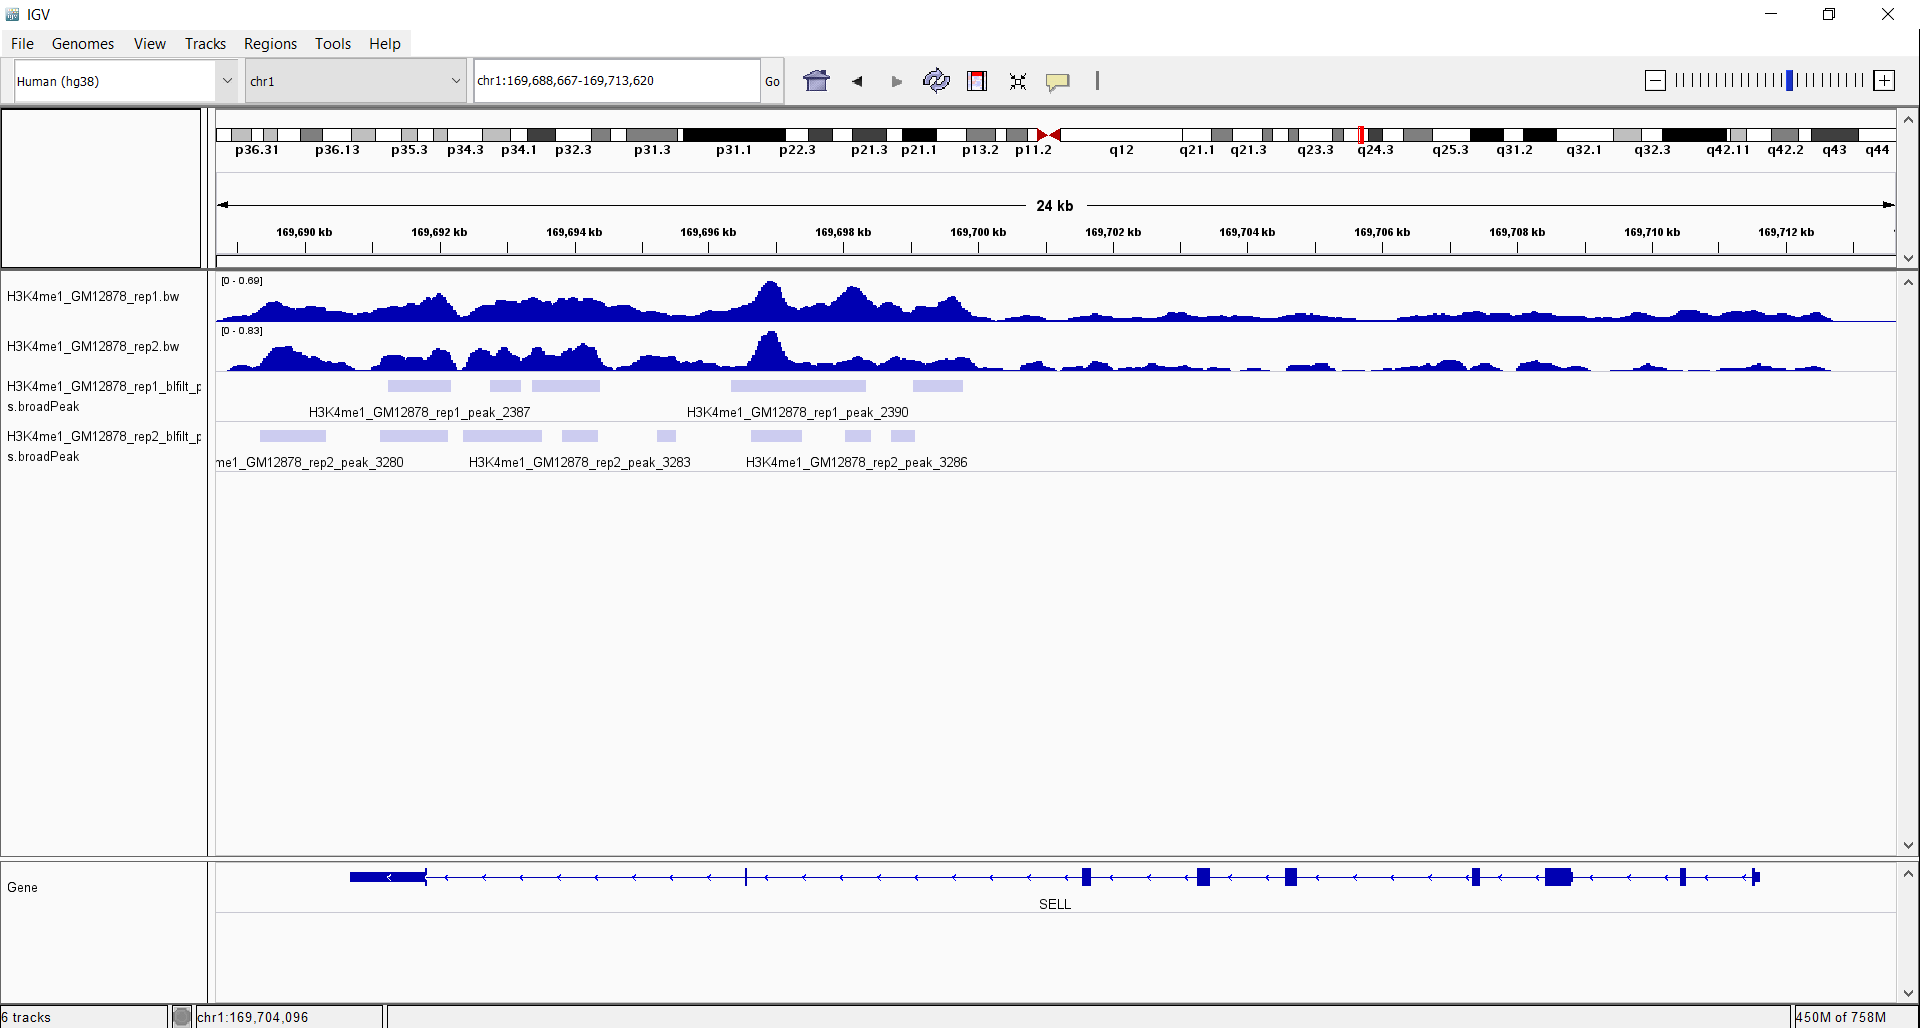 IGV
File Genomes View Tracks Regions Tools Help
Human (hg38) chr1 chr1:169,688,667-169,713,620 Go
p36.31 p36.13 p35.3 p34.3 p34.1 p32.3 p31.3 p31.1 p22.3 p21.3 p21.1 p13.2 p11.2 q12 q21.1 q21.3 q23.3 q24.3 q25.3 q31.2 q32.1 q32.3 q42.11 q42.2 q43 q44
24 kb
169,690 kb 169,692 kb 169,694 kb 169,696 kb 169,698 kb 169,700 kb 169,702 kb 169,704 kb 169,706 kb 169,708 kb 169,710 kb 169,712 kb
[0 - 0.69]
H3K4me1_GM12878_rep1.bw
[0 - 0.83]
H3K4me1_GM12878_rep2.bw
H3K4me1_GM12878_rep1_blfilt_p
s.broadPeak
H3K4me1_GM12878_rep1_peak_2387 H3K4me1_GM12878_rep1_peak_2390
H3K4me1_GM12878_rep2_blfilt_p
s.broadPeak
me1_GM12878_rep2_peak_3280 H3K4me1_GM12878_rep2_peak_3283 H3K4me1_GM12878_rep2_peak_3286
Gene
SELL
6 tracks chr1:169,704,096 450M of 758M